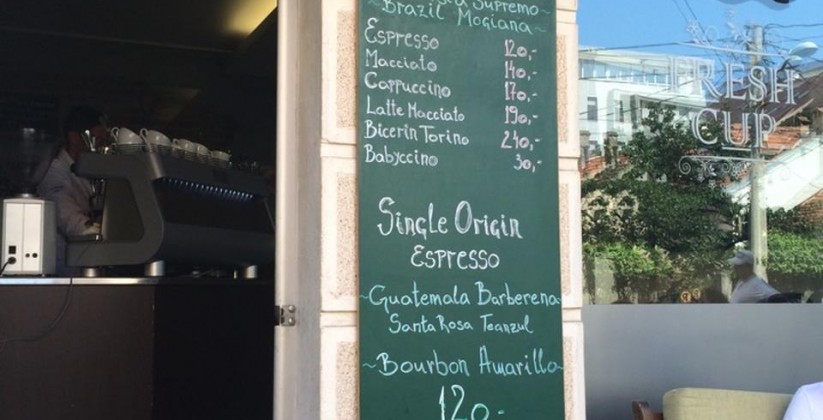 Supremo~
~Brazil Mogiana~
Espresso 120,-
Macciato 140,-
Cappuccino 170,-
Latte Macciato 190,-
Bicerin Torino 240,-
Babyccino 30,-
Single Origin
Espresso
~Guatemala Barberena~
Santa Rosa Teanzul
~Bourbon Amarillo~
120,-
FRESH
CUP